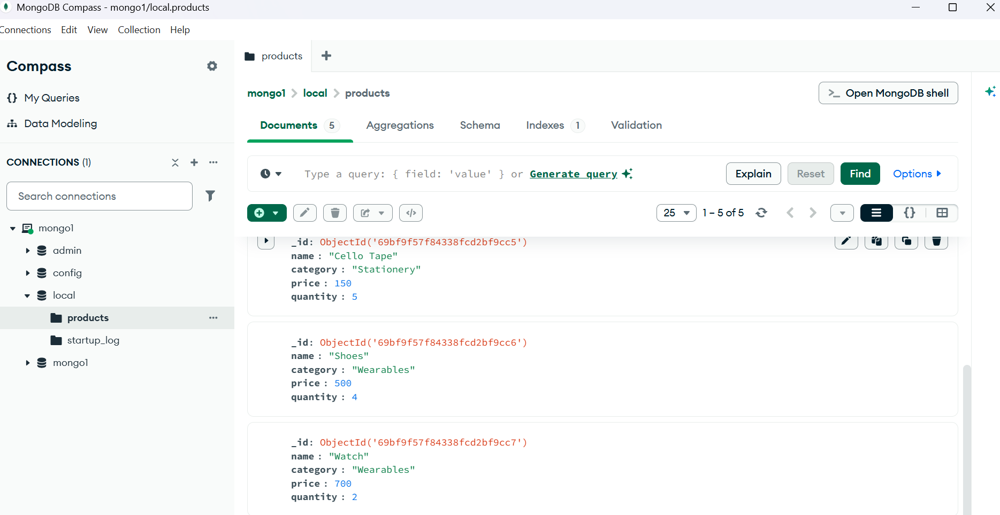 MongoDB Compass - mongo1/local.products
Connections Edit View Collection Help
Compass
My Queries
Data Modeling
CONNECTIONS (1)
Search connections
mongo1
admin
config
local
products
startup_log
mongo1
products
mongo1 local products
>_ Open MongoDB shell
Documents 5 Aggregations Schema Indexes 1 Validation
Type a query: { field: 'value' } or Generate query
Explain Reset Find Options
25 1 – 5 of 5
_id: ObjectId('69bf9f57f84338fcd2bf9cc5')
name : "Cello Tape"
category : "Stationery"
price : 150
quantity : 5
_id: ObjectId('69bf9f57f84338fcd2bf9cc6')
name : "Shoes"
category : "Wearables"
price : 500
quantity : 4
_id: ObjectId('69bf9f57f84338fcd2bf9cc7')
name : "Watch"
category : "Wearables"
price : 700
quantity : 2